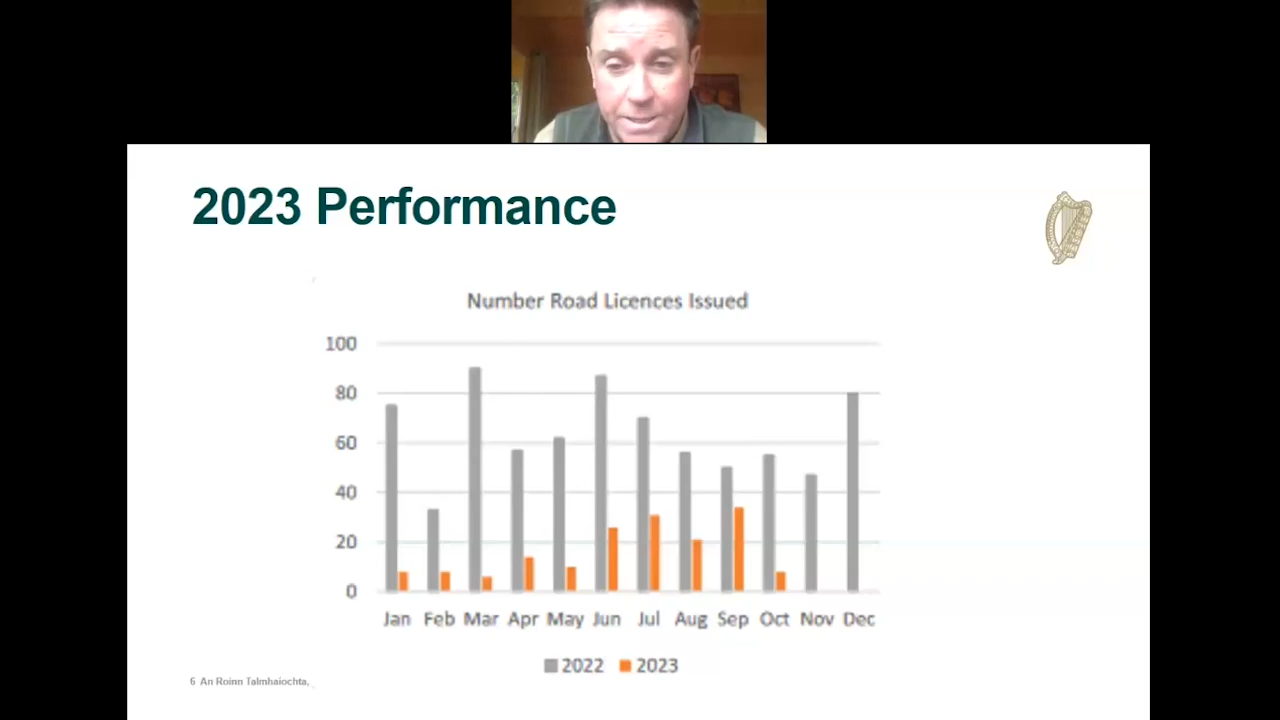 2023 Performance
Number Road Licences Issued
100
80
60
40
20
0
Jan Feb Mar Apr May Jun Jul Aug Sep Oct Nov Dec
2022 2023
6 An Roinn Talmhaíochta,